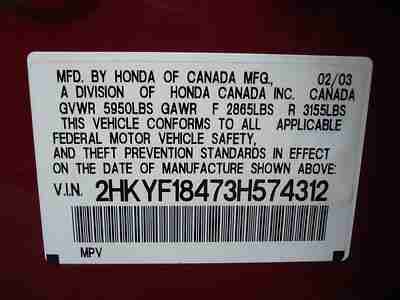 MFD. BY HONDA OF CANADA MFG., 02/03
A DIVISION OF HONDA CANADA INC. CANADA
GVWR 5950LBS GAWR F 2865LBS R 3155LBS
THIS VEHICLE CONFORMS TO ALL APPLICABLE
FEDERAL MOTOR VEHICLE SAFETY,
AND THEFT PREVENTION STANDARDS IN EFFECT
ON THE DATE OF MANUFACTURE SHOWN ABOVE.
V.I.N. 2HKYF18473H574312
MPV